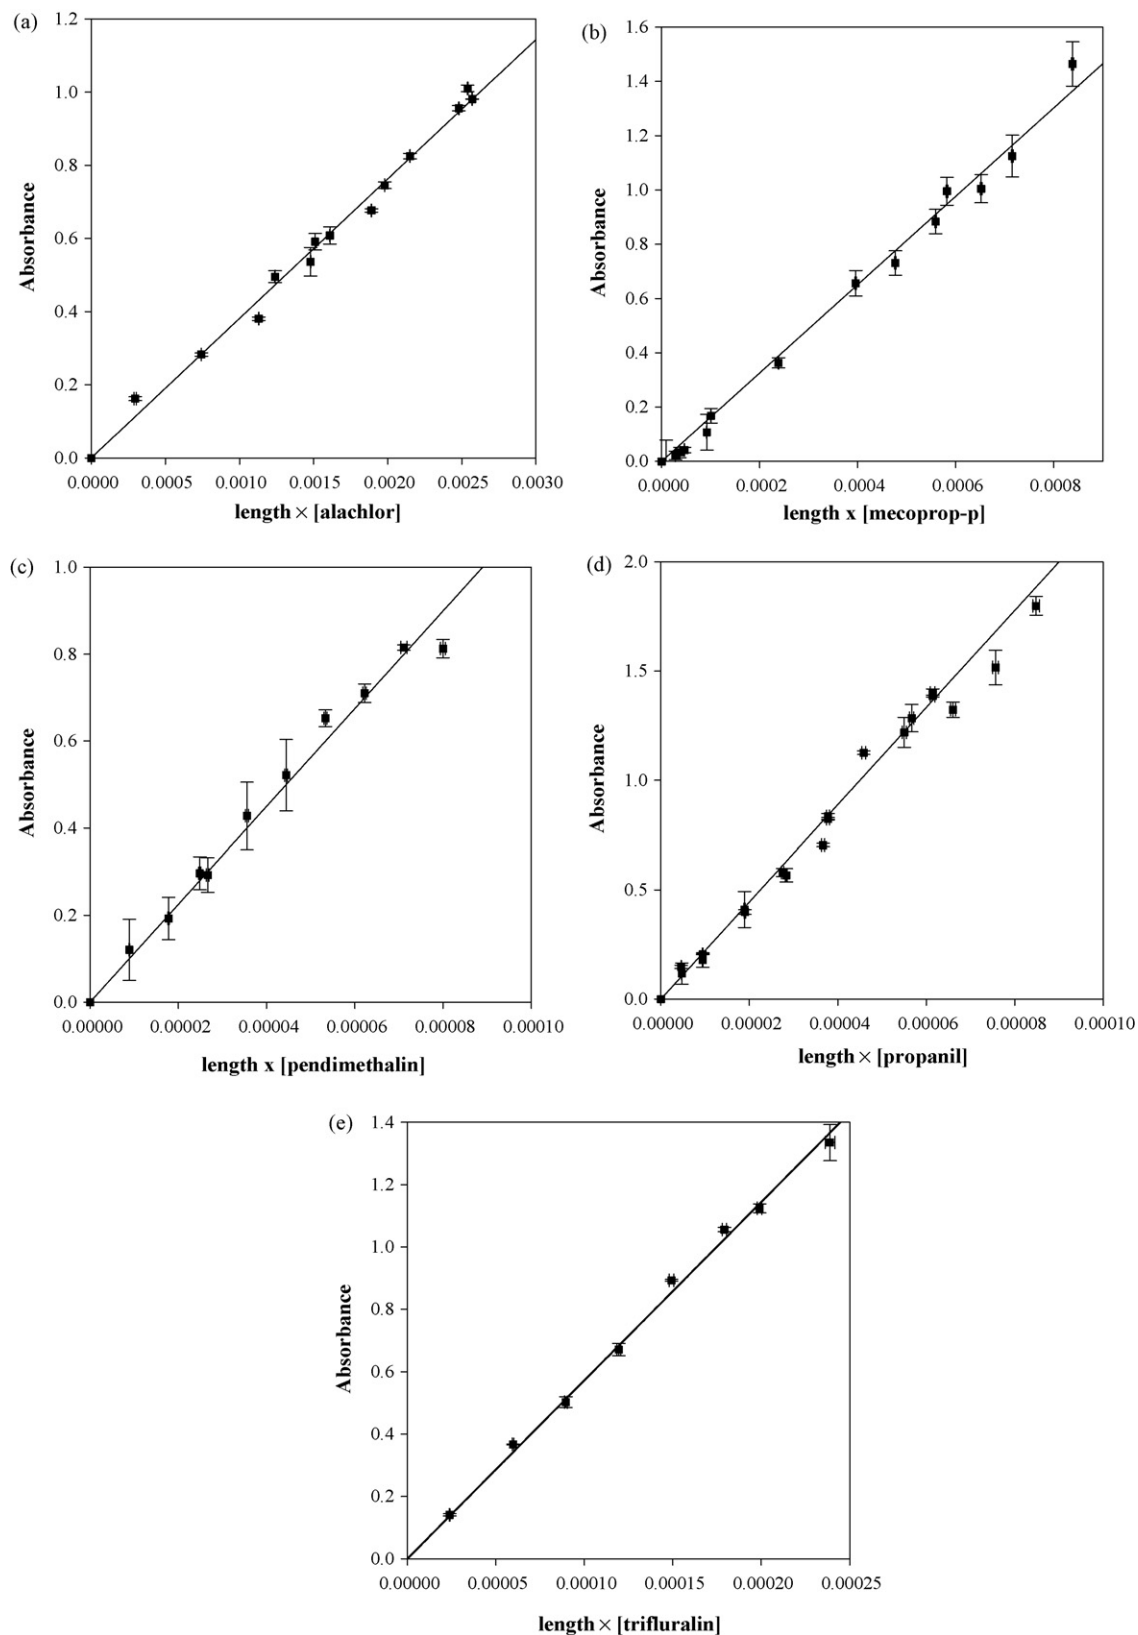 (a)
1.2
1.0
0.8
0.6
0.4
0.2
0.0
Absorbance
0.0000 0.0005 0.0010 0.0015 0.0020 0.0025 0.0030
length × [alachlor]
(b)
1.6
1.4
1.2
1.0
0.8
0.6
0.4
0.2
0.0
Absorbance
0.0000 0.0002 0.0004 0.0006 0.0008
length x [mecoprop-p]
(c)
1.0
0.8
0.6
0.4
0.2
0.0
Absorbance
0.00000 0.00002 0.00004 0.00006 0.00008 0.00010
length x [pendimethalin]
(d)
2.0
1.5
1.0
0.5
0.0
Absorbance
0.00000 0.00002 0.00004 0.00006 0.00008 0.00010
length × [propanil]
(e)
1.4
1.2
1.0
0.8
0.6
0.4
0.2
0.0
Absorbance
0.00000 0.00005 0.00010 0.00015 0.00020 0.00025
length × [trifluralin]